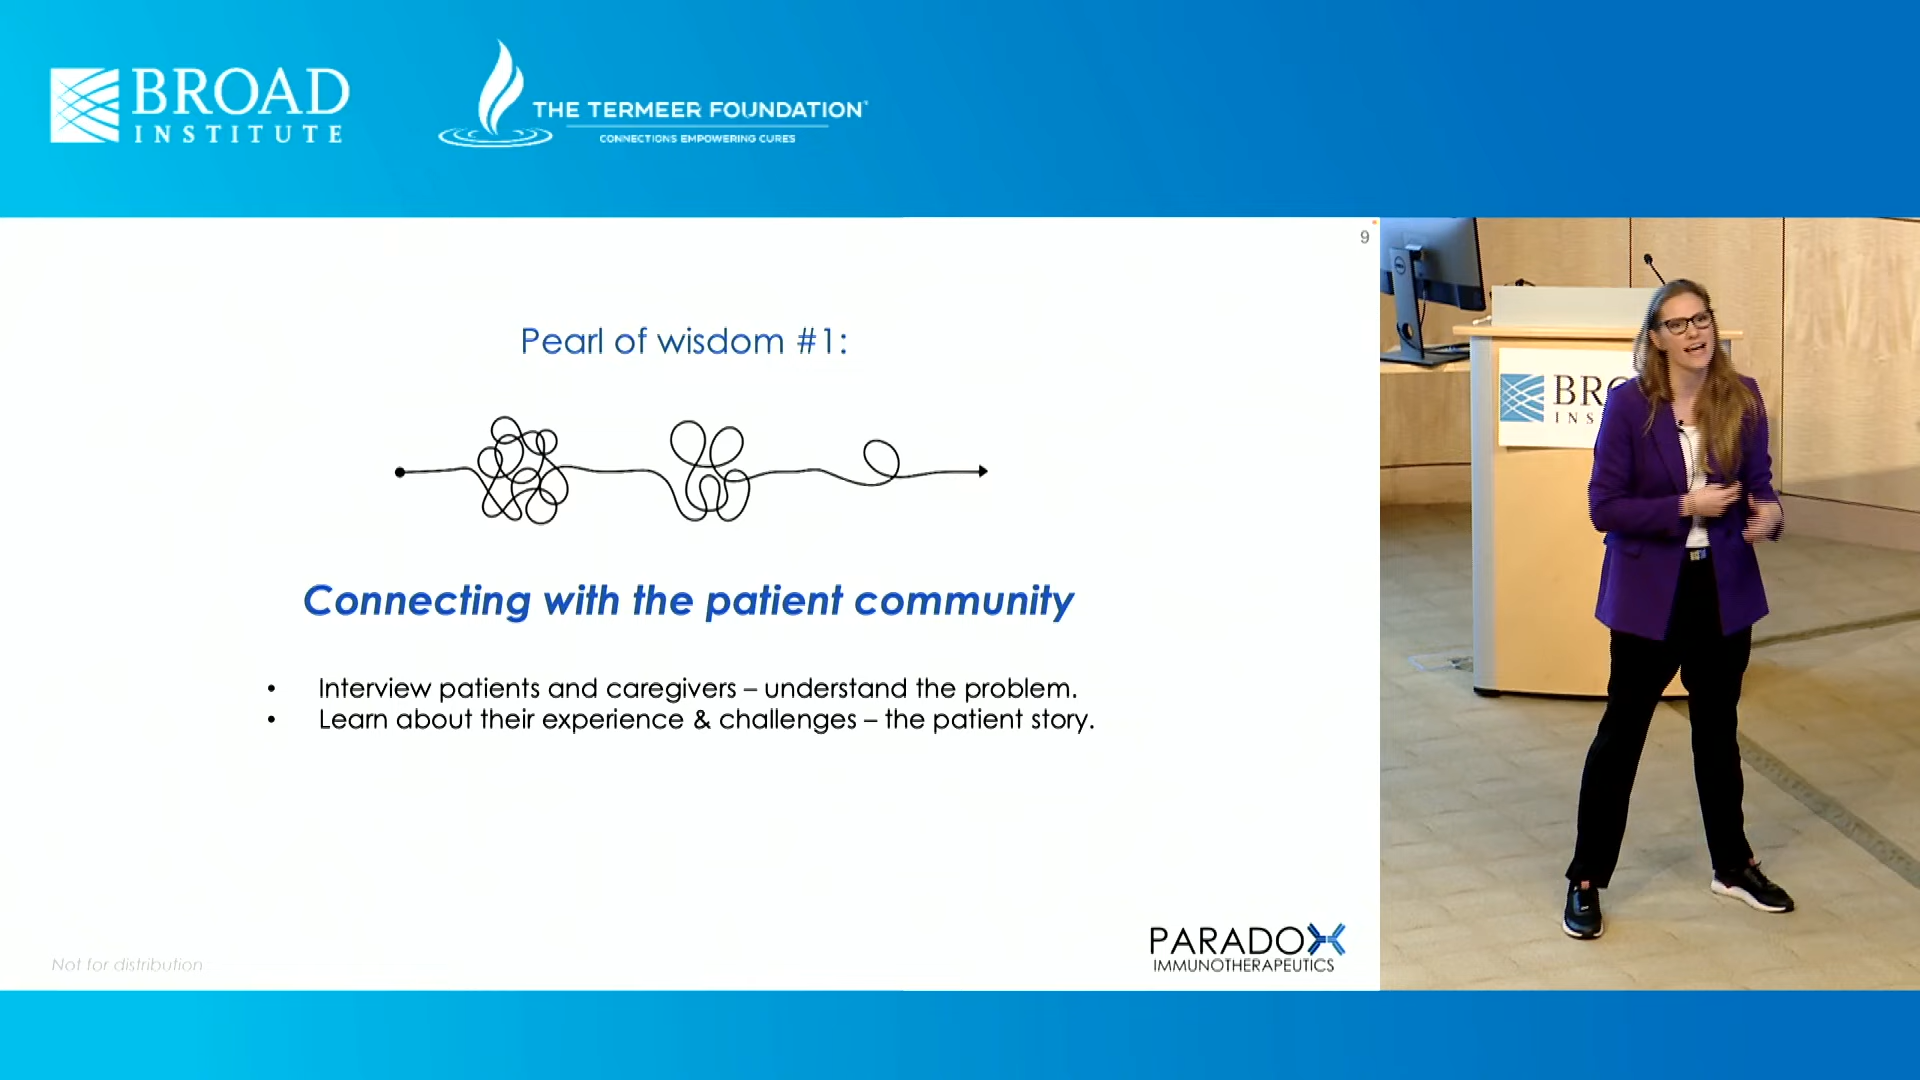 BROAD
INSTITUTE
THE TERMEER FOUNDATION
CONNECTIONS EMPOWERING CURES
9
Pearl of wisdom #1:
Connecting with the patient community
• Interview patients and caregivers – understand the problem.
• Learn about their experience & challenges – the patient story.
Not for distribution
PARADOX
IMMUNOTHERAPEUTICS
BRO
INS